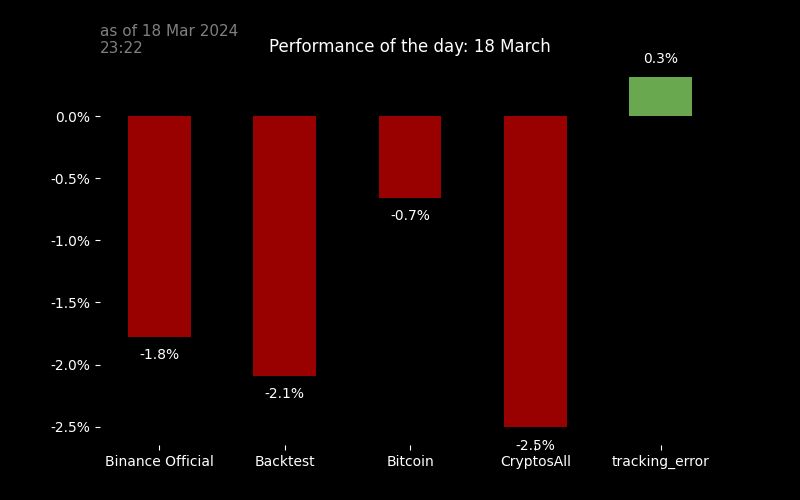 as of 18 Mar 2024
23:22
Performance of the day: 18 March
0.3%
0.0%
-0.5%
-1.0%
-1.5%
-2.0%
-2.5%
-1.8%
-2.1%
-0.7%
-2.5%
Binance Official
Backtest
Bitcoin
CryptosAll
tracking_error